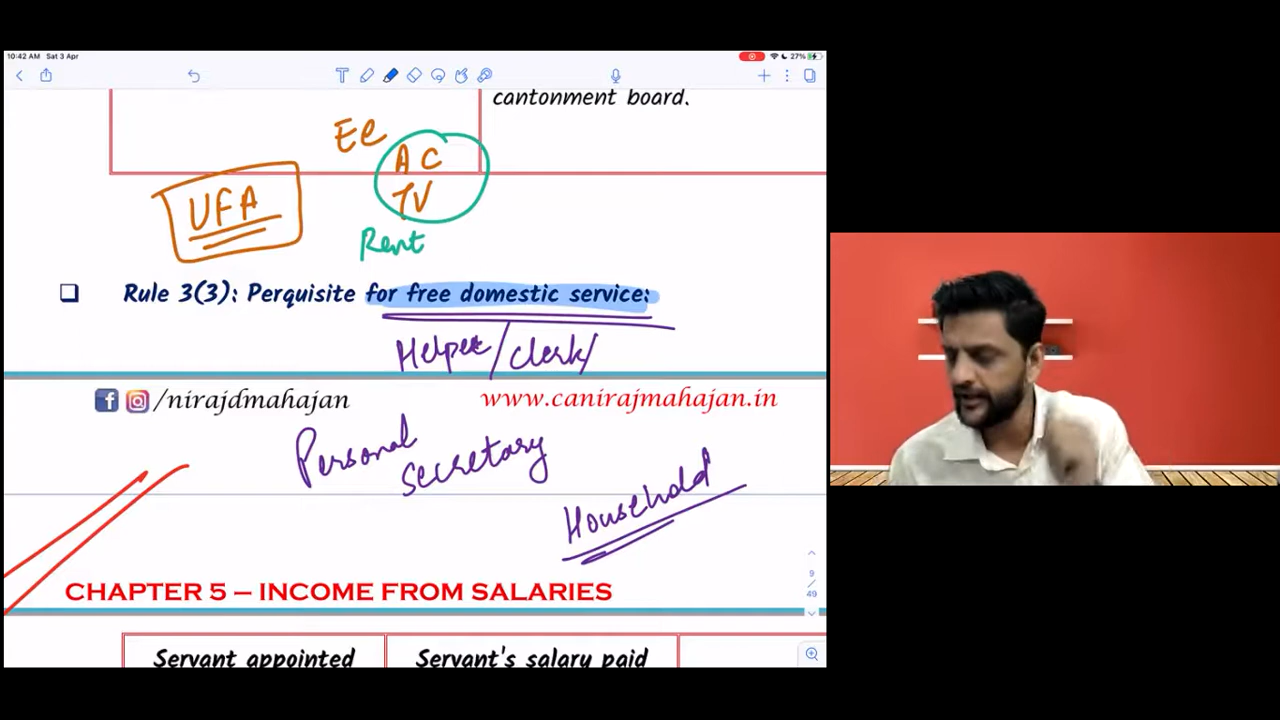 10:42 AM Sat 3 Apr
27%
cantonment board.
Ee
A C
TV
UFA
Rent
Rule 3(3): Perquisite for free domestic service:
Helper/clerk/
/nirajdmahajan
www.canirajmahajan.in
Personal
Secretary
Household
9
/
49
CHAPTER 5 – INCOME FROM SALARIES
Servant appointed
Servant's salary paid